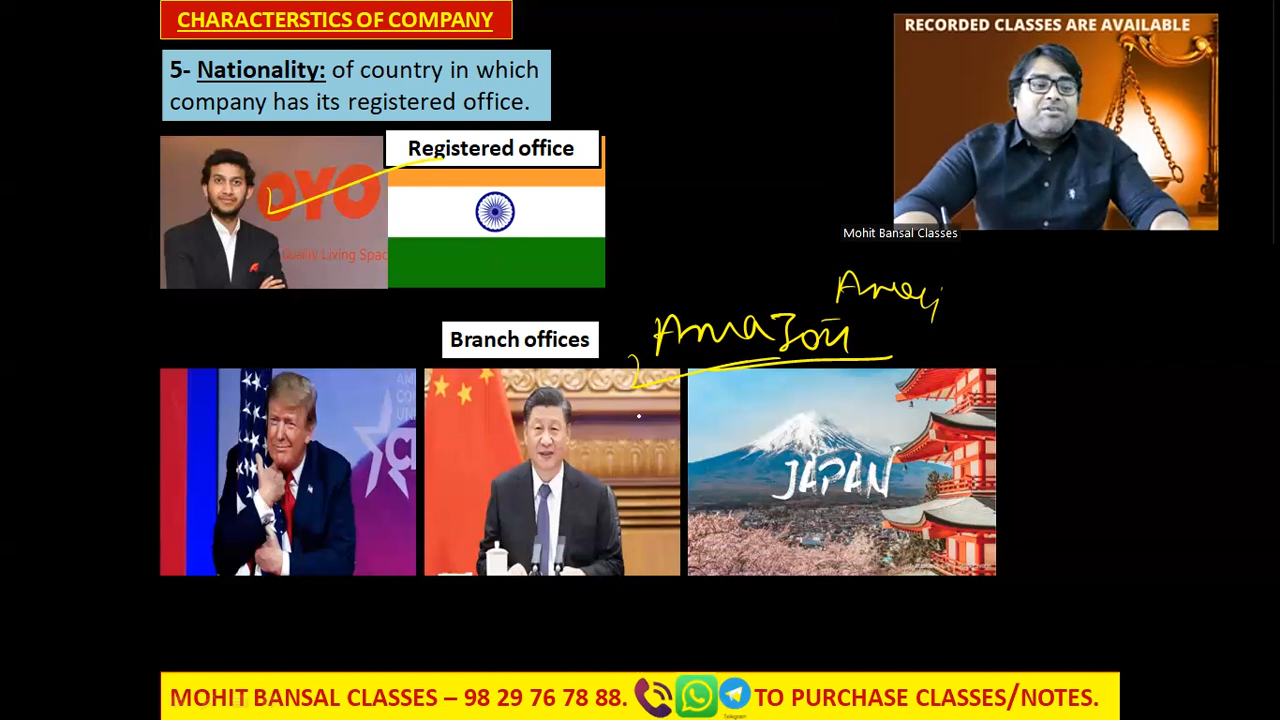 CHARACTERSTICS OF COMPANY
RECORDED CLASSES ARE AVAILABLE
5- Nationality: of country in which
company has its registered office.
Registered office
OYO
Quality Living Spac
Mohit Bansal Classes
Branch offices
Amazon
JAPAN
MOHIT BANSAL CLASSES – 98 29 76 78 88. TO PURCHASE CLASSES/NOTES.
Telegram